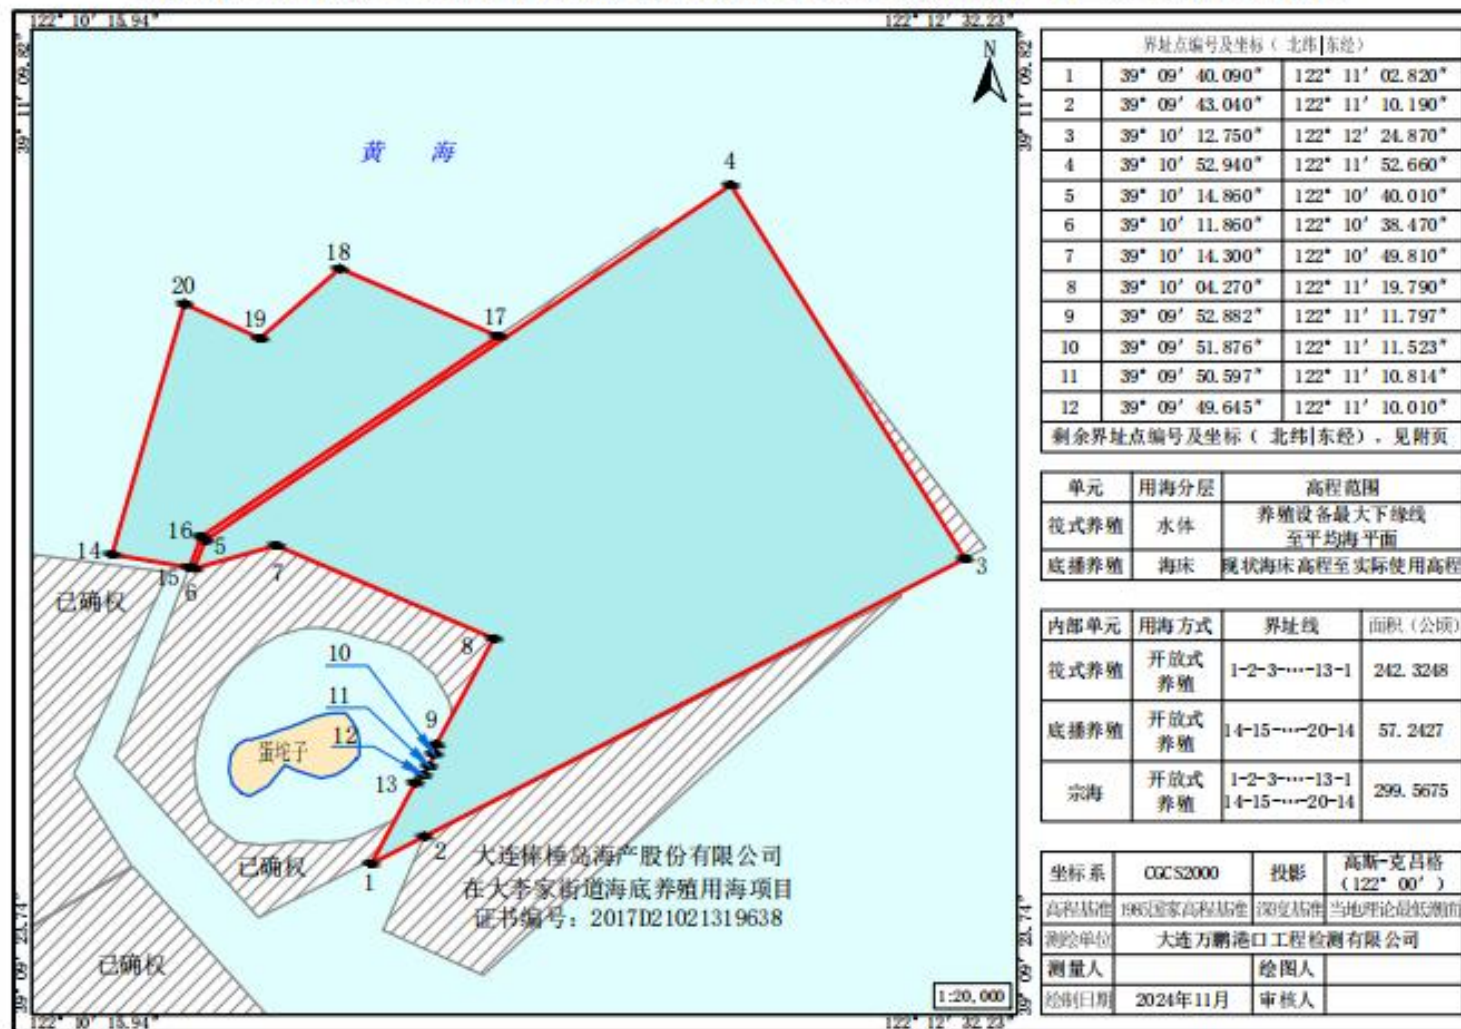 122° 10′ 15.94″
122° 12′ 32.23″
39° 11′ 09.82″
39° 11′ 09.82″
N
黄 海
4
18
20
19
17
16
5
14
15
6
7
3
已确权
8
10
11
9
12
蛋坨子
13
2
1
已确权
大连棒棰岛海产股份有限公司
在大李家街道海底养殖用海项目
证书编号：2017D21021319638
已确权
39° 09′ 23.74″
39° 09′ 23.74″
1:20,000
122° 10′ 15.94″
122° 12′ 32.23″
界址点编号及坐标（ 北纬|东经）
1 39° 09′ 40.090″ 122° 11′ 02.820″
2 39° 09′ 43.040″ 122° 11′ 10.190″
3 39° 10′ 12.750″ 122° 12′ 24.870″
4 39° 10′ 52.940″ 122° 11′ 52.660″
5 39° 10′ 14.860″ 122° 10′ 40.010″
6 39° 10′ 11.860″ 122° 10′ 38.470″
7 39° 10′ 14.300″ 122° 10′ 49.810″
8 39° 10′ 04.270″ 122° 11′ 19.790″
9 39° 09′ 52.882″ 122° 11′ 11.797″
10 39° 09′ 51.876″ 122° 11′ 11.523″
11 39° 09′ 50.597″ 122° 11′ 10.814″
12 39° 09′ 49.645″ 122° 11′ 10.010″
剩余界址点编号及坐标（ 北纬|东经），见附页
单元 用海分层 高程范围
筏式养殖 水体 养殖设备最大下缘线
至平均海平面
底播养殖 海床 现状海床高程至实际使用高程
内部单元 用海方式 界址线 面积（公顷）
筏式养殖 开放式
养殖 1-2-3-…-13-1 242.3248
底播养殖 开放式
养殖 14-15-…-20-14 57.2427
宗海 开放式
养殖 1-2-3-…-13-1
14-15-…-20-14 299.5675
坐标系 CGCS2000 投影 高斯-克吕格
（122° 00′ ）
高程基准 1985国家高程基准 深度基准 当地理论最低潮面
测绘单位 大连万鹏港口工程检测有限公司
测量人 绘图人
绘制日期 2024年11月 审核人